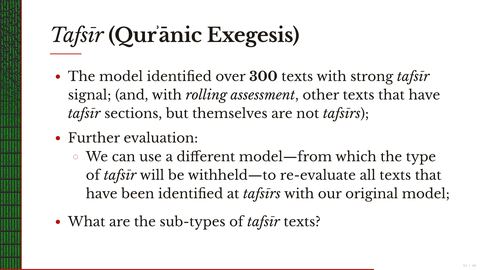 Tafsīr (Qurʾānic Exegesis)
• The model identified over 300 texts with strong tafsīr
signal; (and, with rolling assessment, other texts that have
tafsīr sections, but themselves are not tafsīrs);
• Further evaluation:
○ We can use a different model—from which the type
of tafsīr will be withheld—to re-evaluate all texts that
have been identified at tafsīrs with our original model;
• What are the sub-types of tafsīr texts?